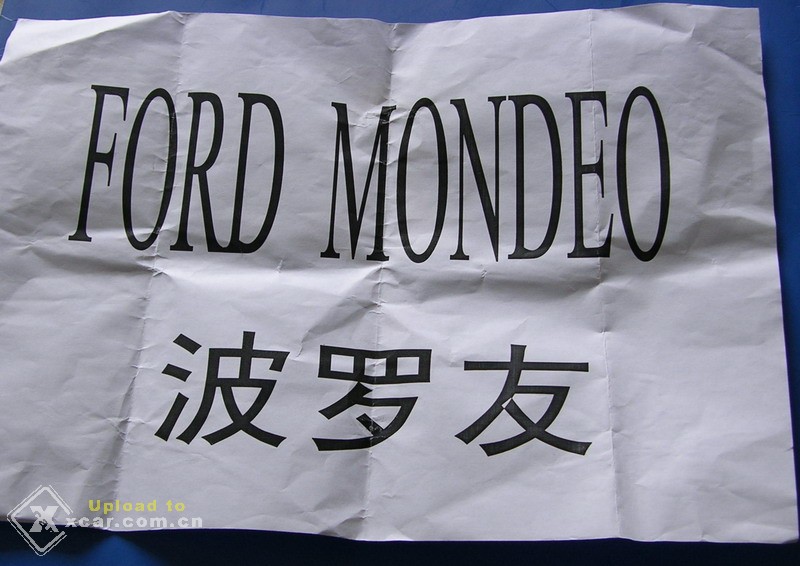 FORD MONDEO
波罗友
Upload to
xcar.com.cn